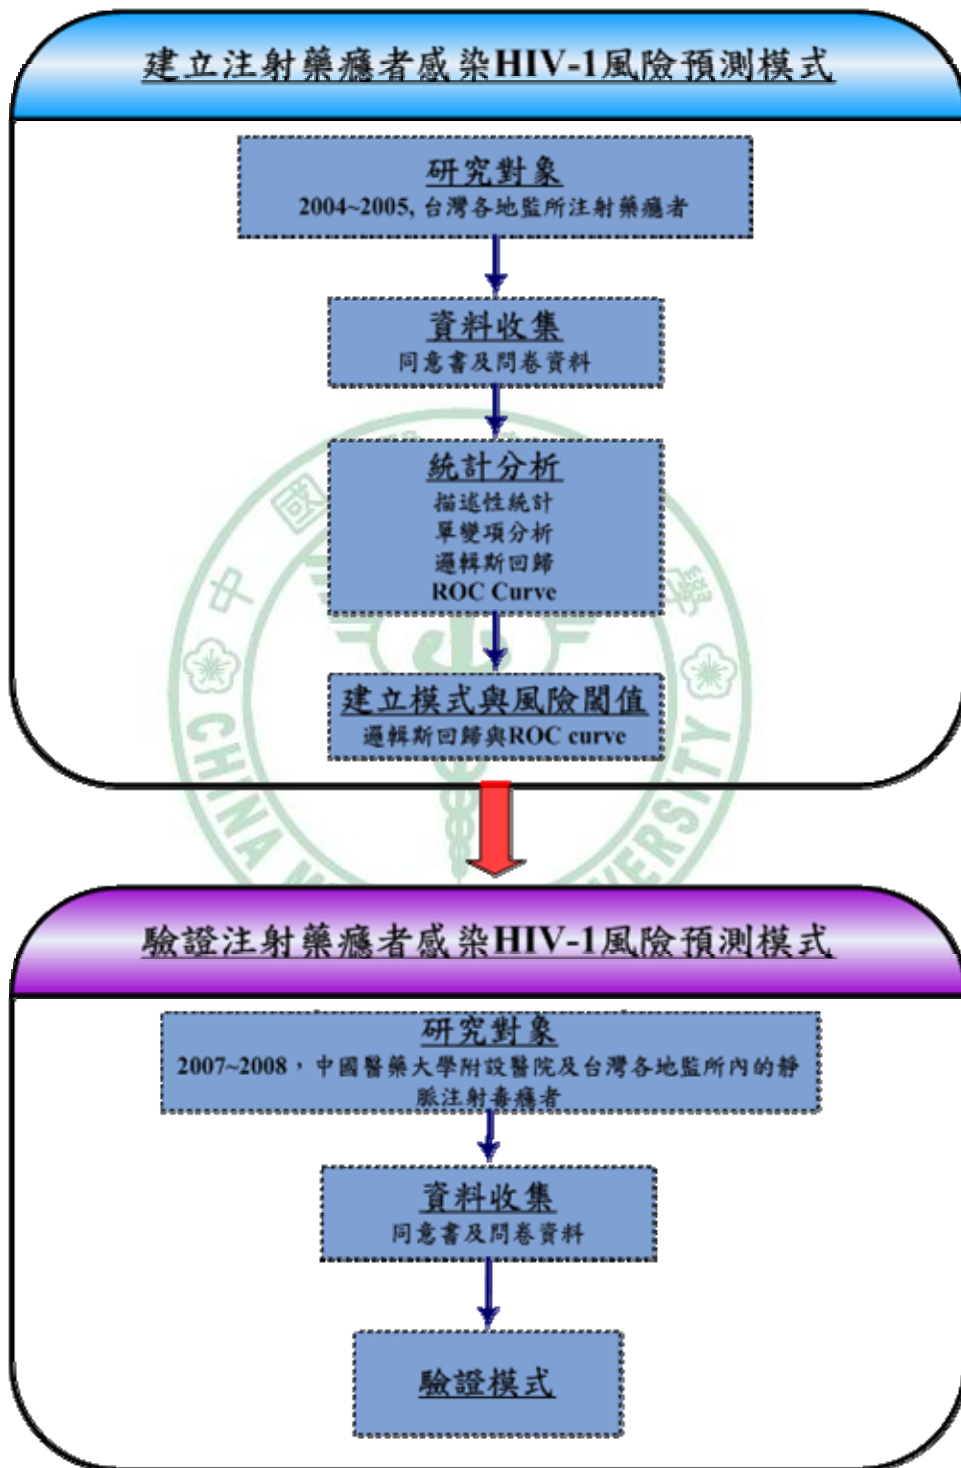 建立注射藥癮者感染HIV-1風險預測模式
研究對象
2004~2005, 台灣各地監所注射藥癮者
資料收集
同意書及問卷資料
統計分析
描述性統計
單變項分析
邏輯斯回歸
ROC Curve
建立模式與風險閾值
邏輯斯回歸與ROC curve
驗證注射藥癮者感染HIV-1風險預測模式
研究對象
2007~2008，中國醫藥大學附設醫院及台灣各地監所內的靜
脈注射毒癮者
資料收集
同意書及問卷資料
驗證模式
中國醫 學
CHINA UNIVERSITY